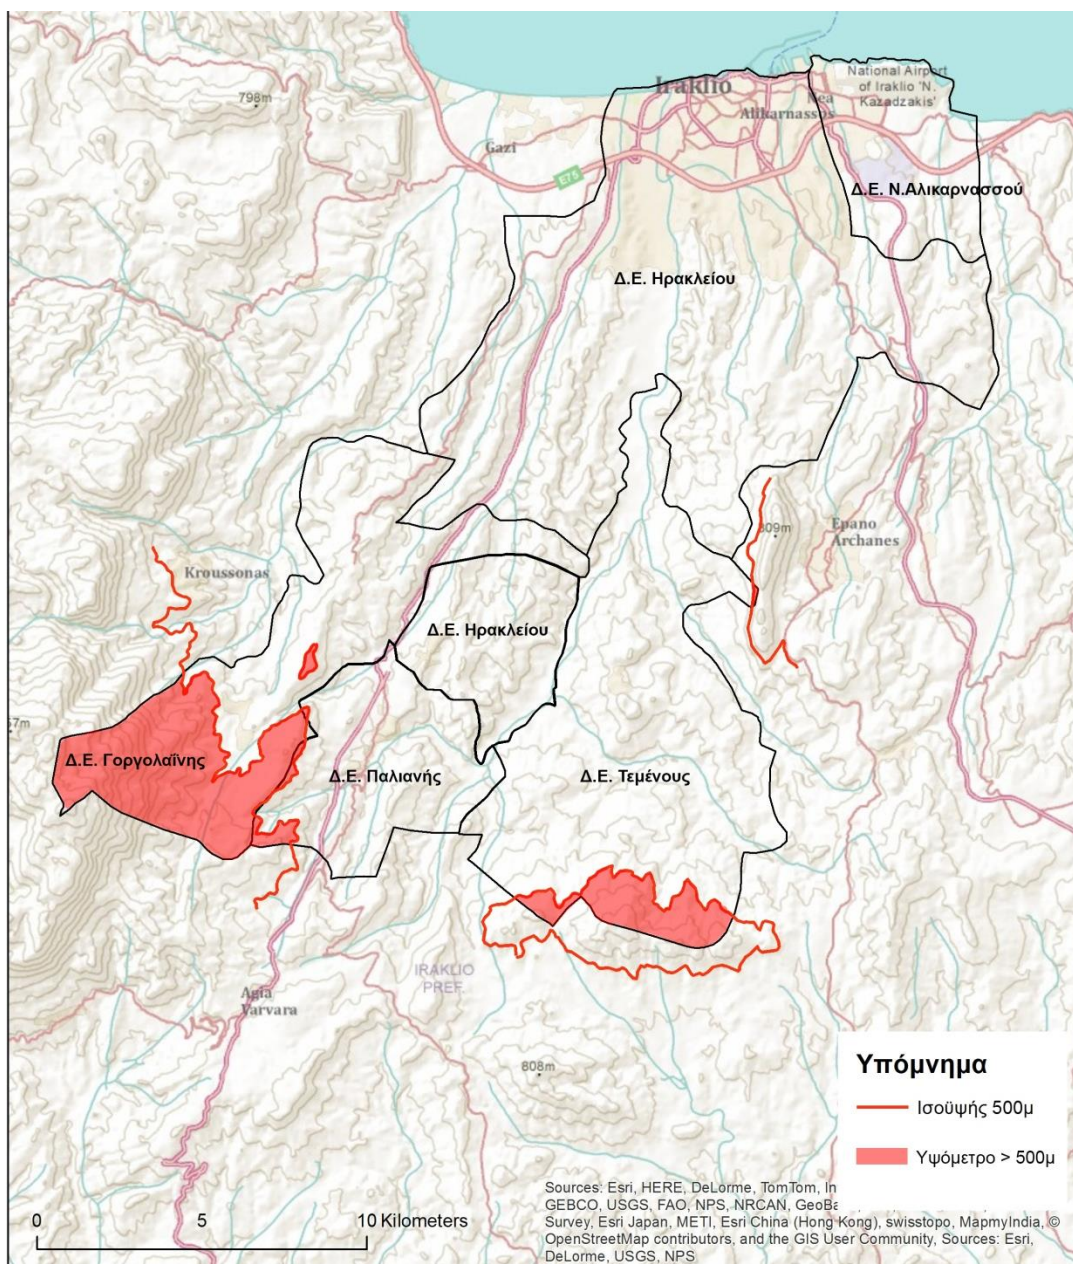 National Airport
of Iraklio 'N.
Kazadzakis'
Iraklio
Nea
Alikarnassos
798m
Gazi
E75
Δ.Ε. Ν.Αλικαρνασσού
Δ.Ε. Ηρακλείου
809m
Epano
Archanes
Kroussonas
Δ.Ε. Ηρακλείου
57m
Δ.Ε. Γοργολαΐνης
Δ.Ε. Παλιανής
Δ.Ε. Τεμένους
IRAKLIO
PREF.
Agia
Varvara
808m
Υπόμνημα
Ισοϋψής 500μ
Υψόμετρο > 500μ
0 5 10 Kilometers
Sources: Esri, HERE, DeLorme, TomTom, In
GEBCO, USGS, FAO, NPS, NRCAN, GeoBa
Survey, Esri Japan, METI, Esri China (Hong Kong), swisstopo, MapmyIndia, ©
OpenStreetMap contributors, and the GIS User Community, Sources: Esri,
DeLorme, USGS, NPS